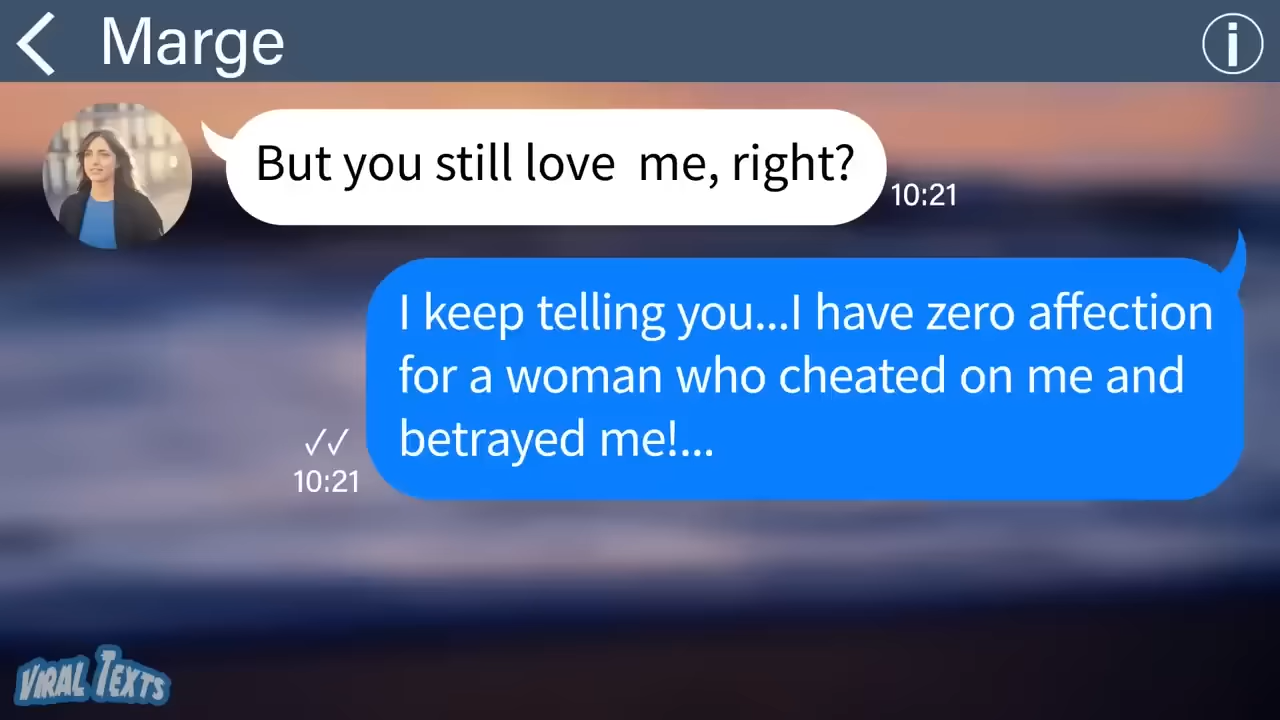 Marge
But you still love  me, right?
10:21
I keep telling you...I have zero affection
for a woman who cheated on me and
betrayed me!...
✓✓
10:21
VIRAL TEXTS